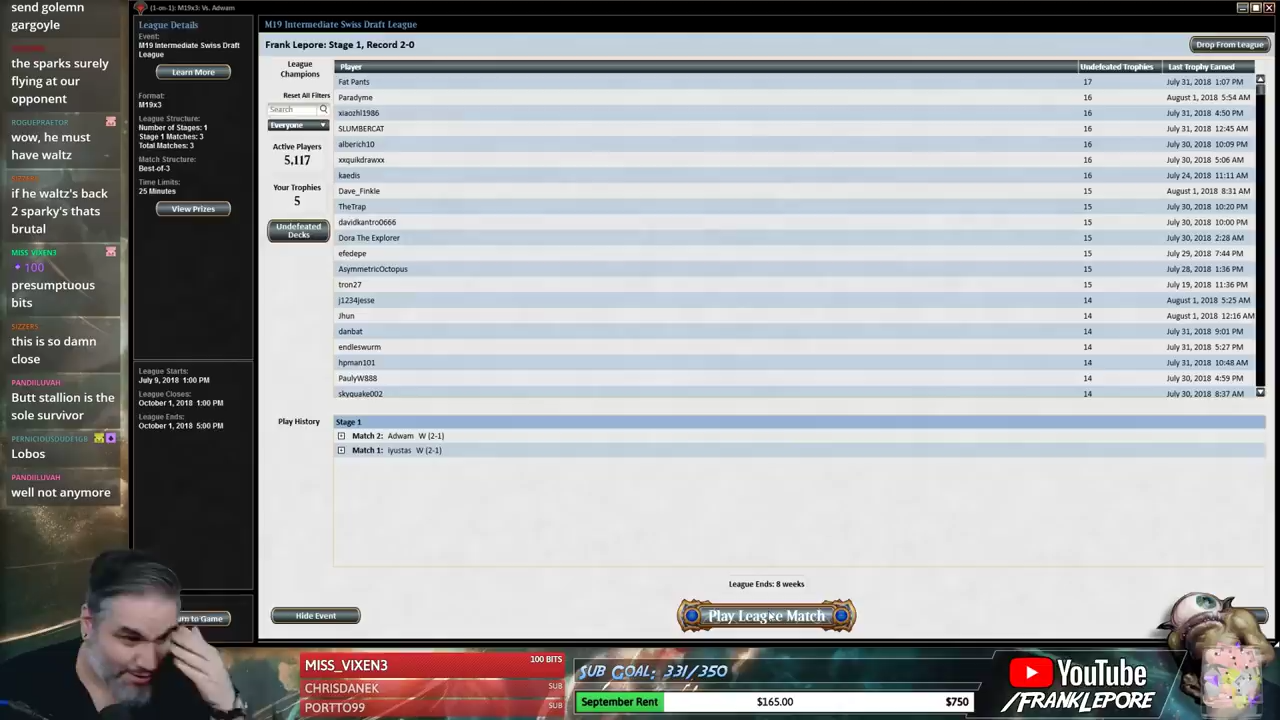 send golemn
gargoyle
the sparks surely
flying at our
opponent
ROGUEPRAETOR
wow, he must
have waltz
SIZZERS
if he waltz's back
2 sparky's thats
brutal
MISS_VIXEN3
100
presumptuous
bits
SIZZERS
this is so damn
close
PANDIILUVAH
Butt stallion is the
sole survivor
PERNICIOUSDUDE1GB
Lobos
PANDIILUVAH
well not anymore
(1-on-1): M19x3: Vs. Adwam
League Details
Event:
M19 Intermediate Swiss Draft
League
Learn More
Format:
M19x3
League Structure:
Number of Stages: 1
Stage 1 Matches: 3
Total Matches: 3
Match Structure:
Best-of-3
Time Limits:
25 Minutes
View Prizes
League Starts:
July 9, 2018 1:00 PM
League Closes:
October 1, 2018 1:00 PM
League Ends:
October 1, 2018 5:00 PM
M19 Intermediate Swiss Draft League
Frank Lepore: Stage 1, Record 2-0
Drop From League
League
Champions
Reset All Filters
Search
Everyone
Active Players
5,117
Your Trophies
5
Undefeated
Decks
Player Undefeated Trophies Last Trophy Earned
Fat Pants 17 July 31, 2018 1:07 PM
Paradyme 16 August 1, 2018 5:54 AM
xiaozhl1986 16 July 31, 2018 4:50 PM
SLUMBERCAT 16 July 31, 2018 12:45 AM
alberich10 16 July 30, 2018 10:09 PM
xxquikdrawxx 16 July 30, 2018 5:06 AM
kaedis 16 July 24, 2018 11:11 AM
Dave_Finkle 15 August 1, 2018 8:31 AM
TheTrap 15 July 30, 2018 10:20 PM
davidkantro0666 15 July 30, 2018 10:00 PM
Dora The Explorer 15 July 30, 2018 2:28 AM
efedepe 15 July 29, 2018 7:44 PM
AsymmetricOctopus 15 July 28, 2018 1:36 PM
tron27 15 July 19, 2018 11:36 PM
j1234jesse 14 August 1, 2018 5:25 AM
Jhun 14 August 1, 2018 12:16 AM
danbat 14 July 31, 2018 9:01 PM
endleswurm 14 July 31, 2018 5:27 PM
hpman101 14 July 31, 2018 10:48 AM
PaulyW888 14 July 30, 2018 4:59 PM
skyquake002 14 July 30, 2018 8:37 AM
Play History
Stage 1
Match 2: Adwam W (2-1)
Match 1: iyustas W (2-1)
League Ends: 8 weeks
Hide Event
Play League Match
to Game
MISS_VIXEN3 100 BITS
CHRISDANEK SUB
PORTTO99 SUB
SUB GOAL: 331/350
September Rent $165.00 $750
YouTube
/FRANKLEPORE